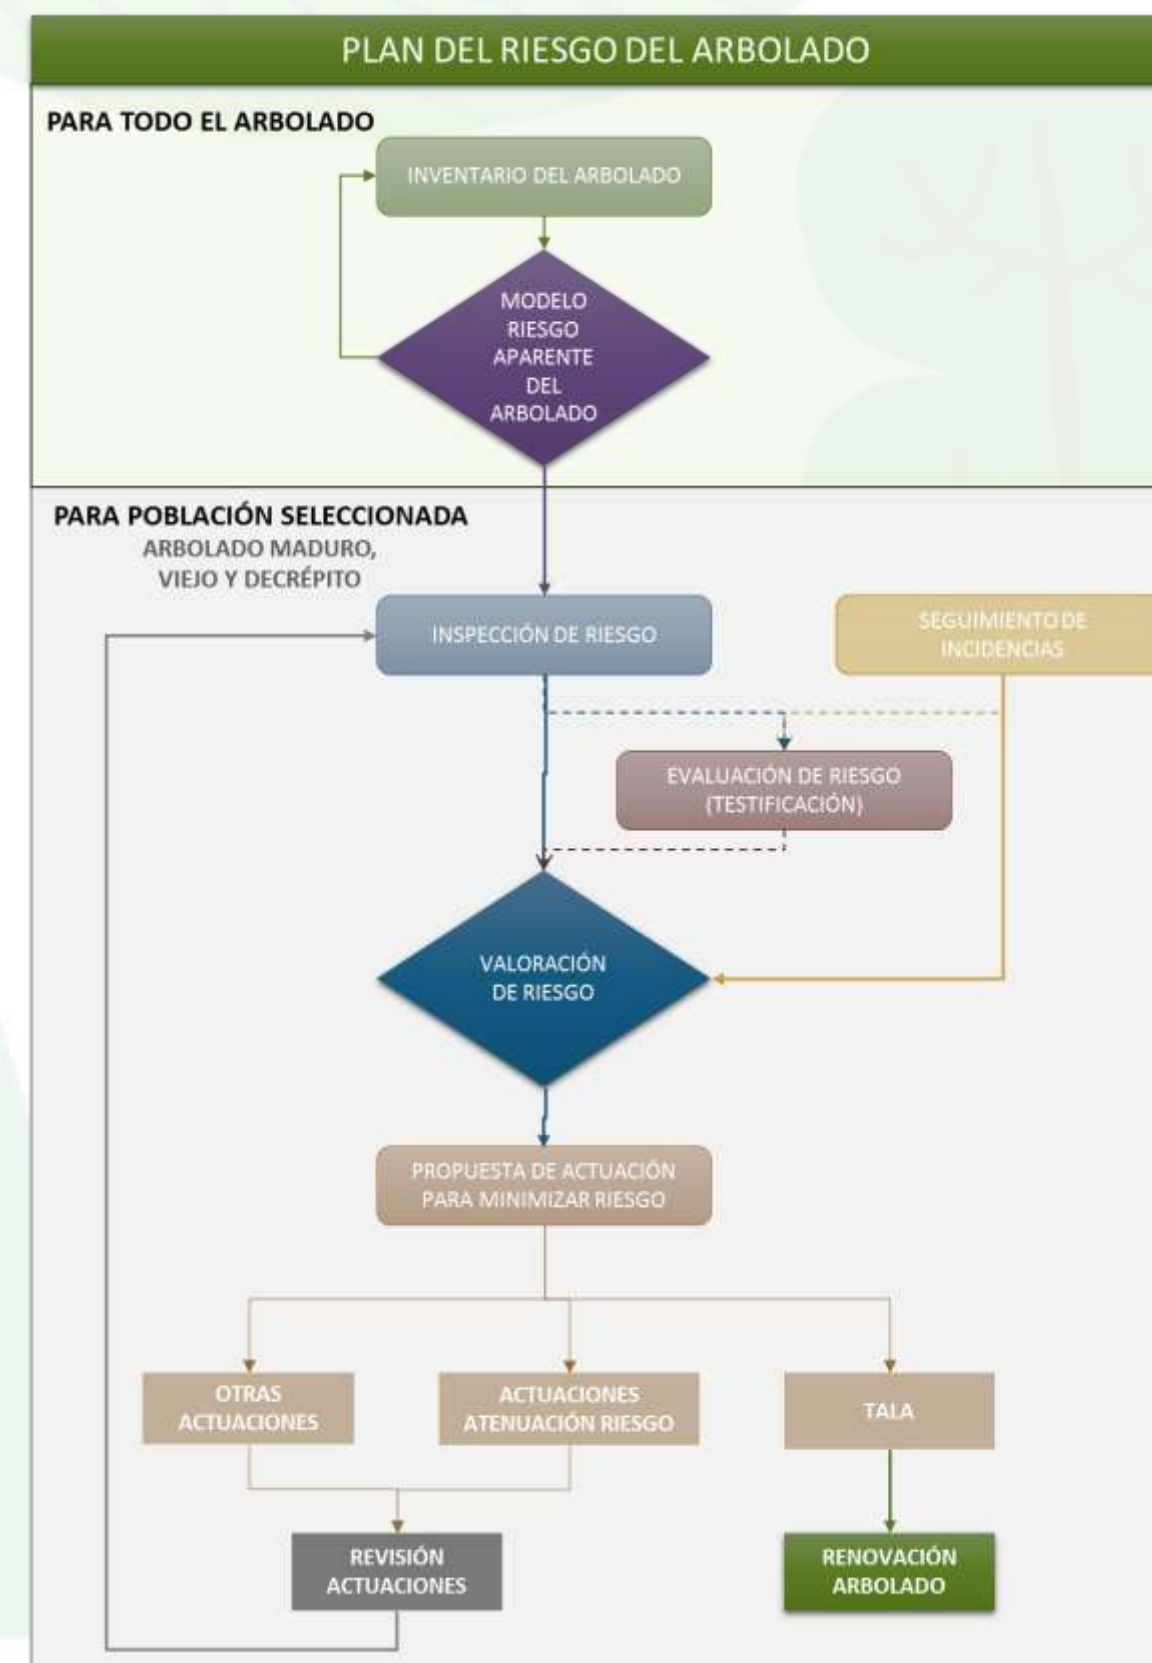 PLAN DEL RIESGO DEL ARBOLADO
PARA TODO EL ARBOLADO
INVENTARIO DEL ARBOLADO
MODELO
RIESGO
APARENTE
DEL
ARBOLADO
PARA POBLACIÓN SELECCIONADA
ARBOLADO MADURO,
VIEJO Y DECRÉPITO
INSPECCIÓN DE RIESGO
SEGUIMIENTO DE
INCIDENCIAS
EVALUACIÓN DE RIESGO
(TESTIFICACIÓN)
VALORACIÓN
DE RIESGO
PROPUESTA DE ACTUACIÓN
PARA MINIMIZAR RIESGO
OTRAS
ACTUACIONES
ACTUACIONES
ATENUACIÓN RIESGO
TALA
REVISIÓN
ACTUACIONES
RENOVACIÓN
ARBOLADO